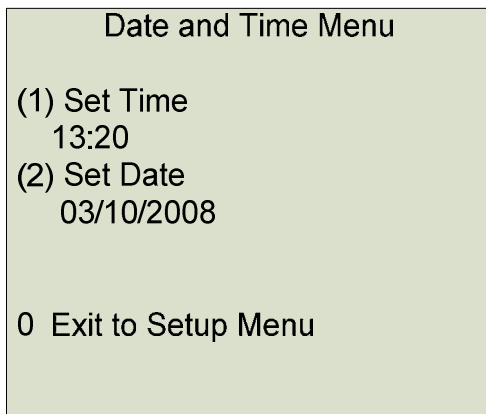 Date and Time Menu
(1) Set Time
13:20
(2) Set Date
03/10/2008
0 Exit to Setup Menu